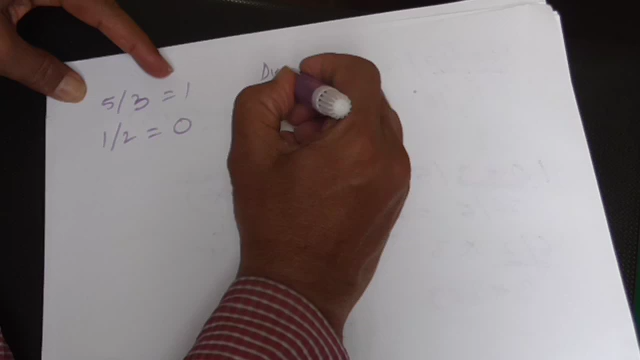 5/3 = 1
1/2 = 0